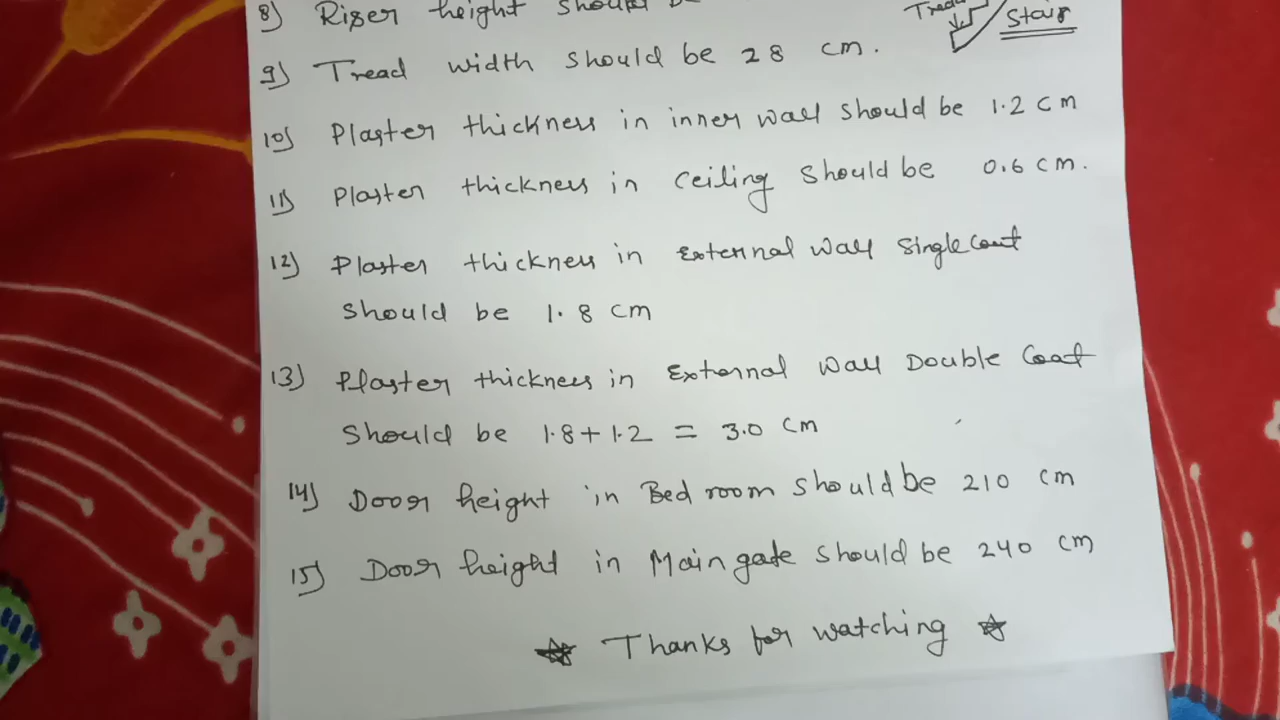 8) Riser height should
Tread
Stair
9) Tread width should be 28 cm.
10) Plaster thickness in inner wall should be 1.2 cm
11) Plaster thickness in ceiling should be 0.6 cm.
12) Plaster thickness in external wall single coat
should be 1.8 cm
13) Plaster thickness in External wall Double Coat
should be 1.8 + 1.2 = 3.0 cm
14) Door height in Bed room should be 210 cm
15) Door height in Main gate should be 240 cm
Thanks for watching